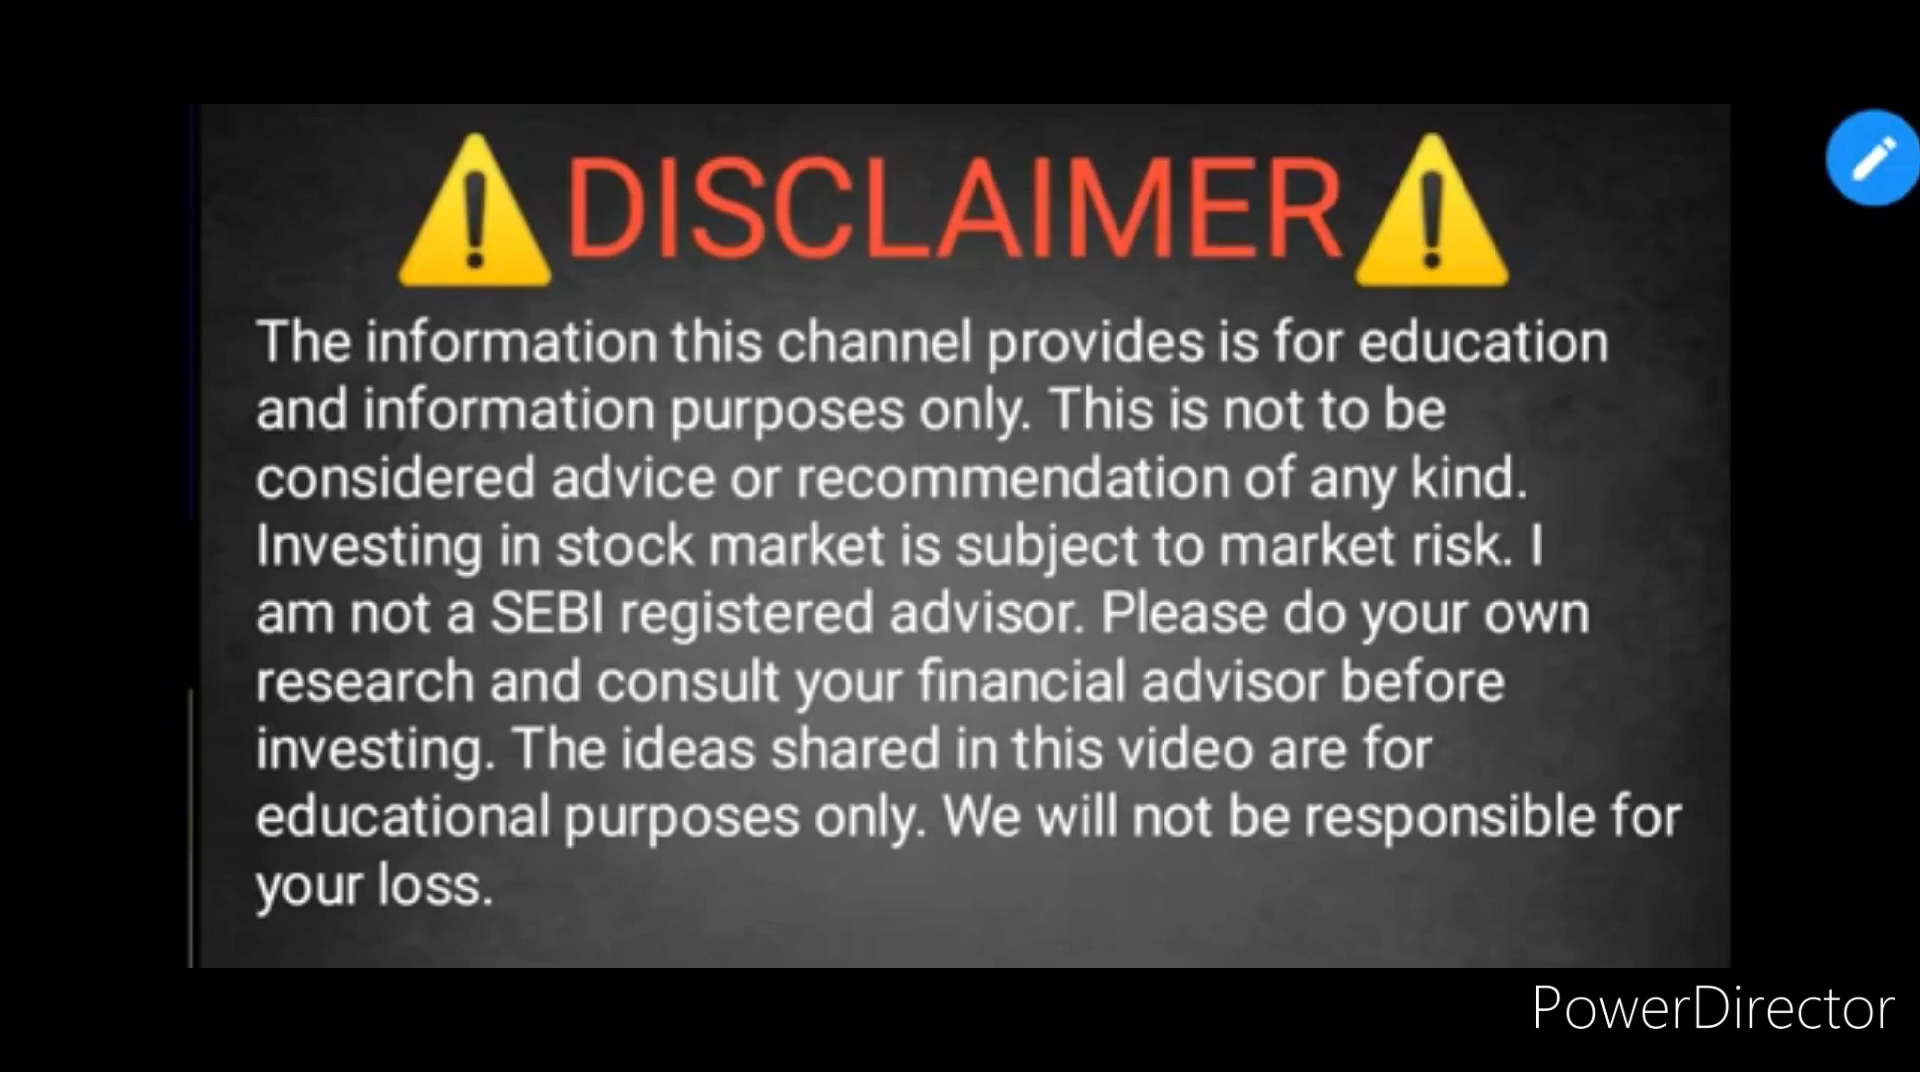 ⚠DISCLAIMER⚠
The information this channel provides is for education
and information purposes only. This is not to be
considered advice or recommendation of any kind.
Investing in stock market is subject to market risk. I
am not a SEBI registered advisor. Please do your own
research and consult your financial advisor before
investing. The ideas shared in this video are for
educational purposes only. We will not be responsible for
your loss.
PowerDirector